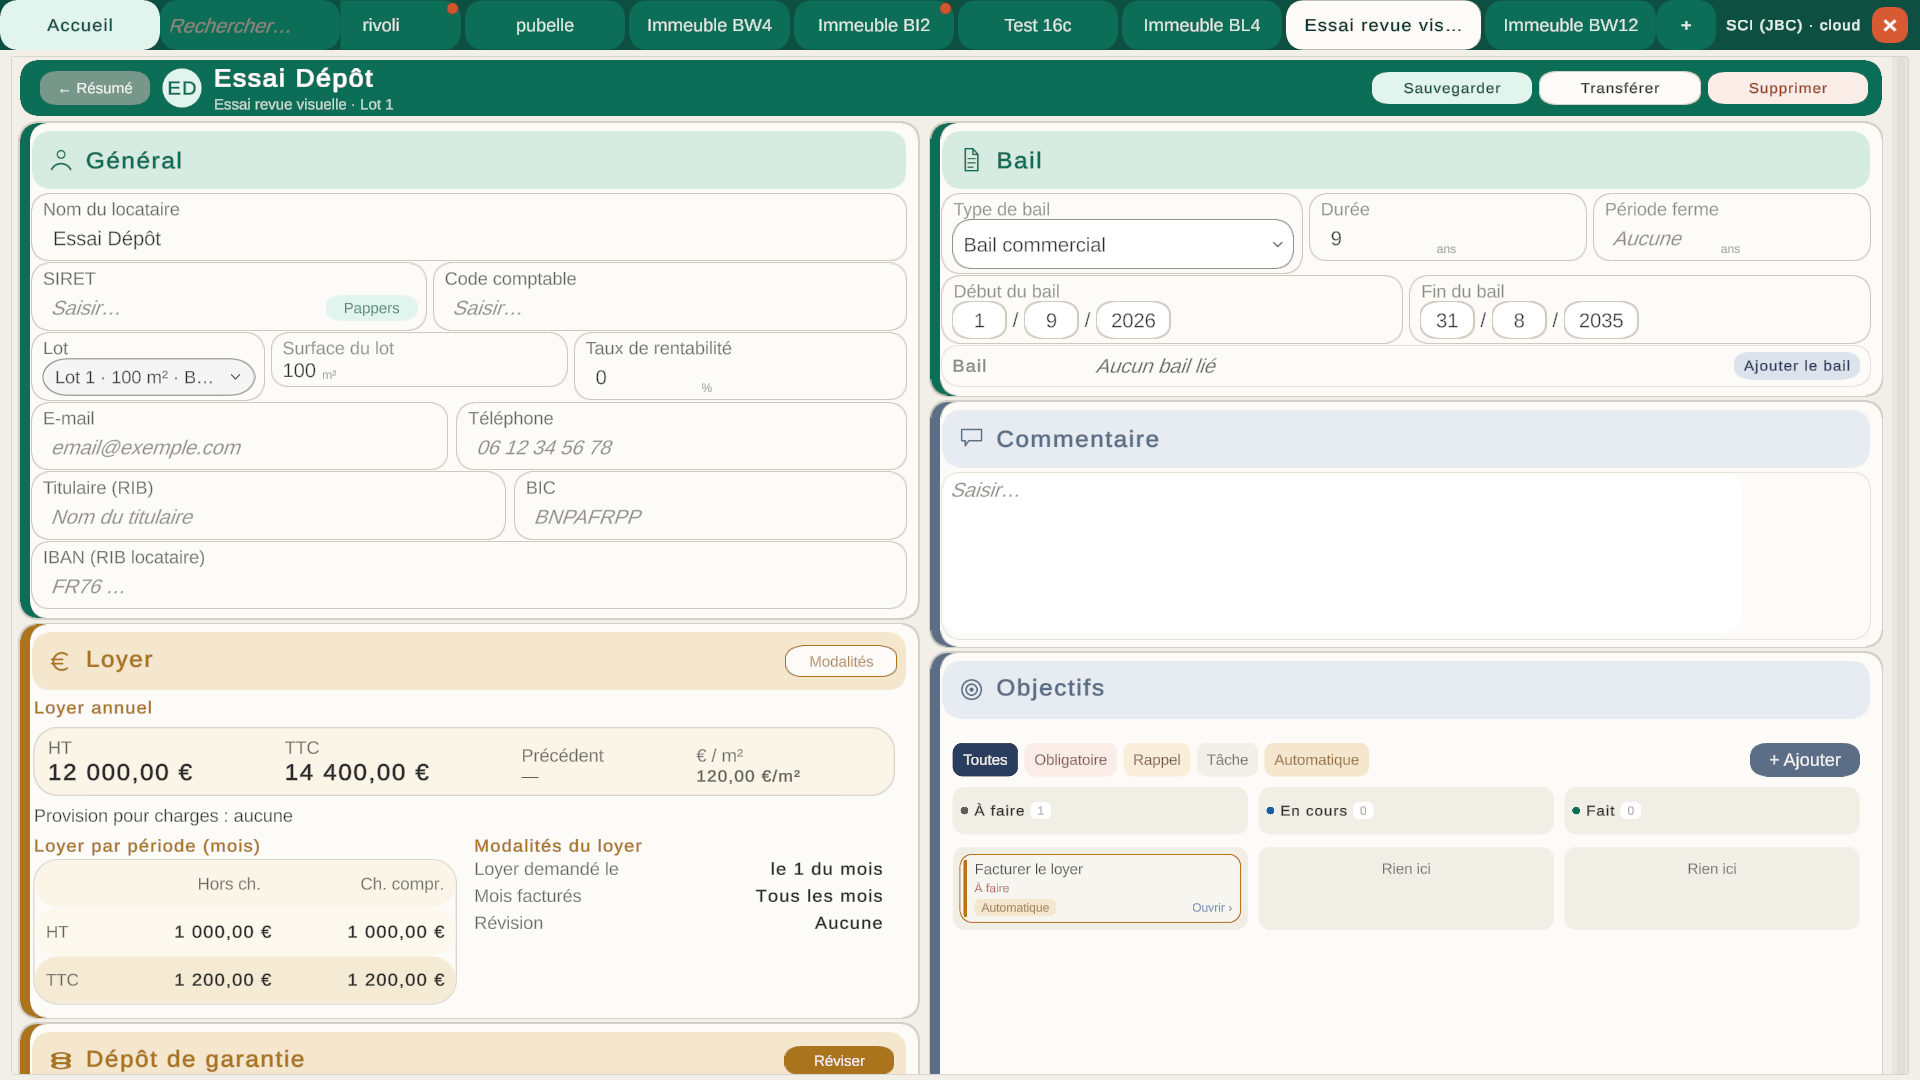 Accueil
Rechercher...
rivoli
pubelle
Immeuble BW4
Immeuble BI2
Test 16c
Immeuble BL4
Essai revue vis...
Immeuble BW12
+
SCI (JBC) · cloud
×
← Résumé
ED
Essai Dépôt
Essai revue visuelle · Lot 1
Sauvegarder
Transférer
Supprimer
Général
Nom du locataire
Essai Dépôt
SIRET
Saisir...
Pappers
Code comptable
Saisir...
Lot
Lot 1 · 100 m² · B...
Surface du lot
100 m²
Taux de rentabilité
0
%
E-mail
email@exemple.com
Téléphone
06 12 34 56 78
Titulaire (RIB)
Nom du titulaire
BIC
BNPAFRPP
IBAN (RIB locataire)
FR76 ...
Loyer
Modalités
Loyer annuel
HT
12 000,00 €
TTC
14 400,00 €
Précédent
—
€ / m²
120,00 €/m²
Provision pour charges : aucune
Loyer par période (mois)
Hors ch.
Ch. compr.
HT
1 000,00 €
1 000,00 €
TTC
1 200,00 €
1 200,00 €
Modalités du loyer
Loyer demandé le
le 1 du mois
Mois facturés
Tous les mois
Révision
Aucune
Dépôt de garantie
Réviser
Bail
Type de bail
Bail commercial
Durée
9
ans
Période ferme
Aucune
ans
Début du bail
1 / 9 / 2026
Fin du bail
31 / 8 / 2035
Bail
Aucun bail lié
Ajouter le bail
Commentaire
Saisir...
Objectifs
Toutes
Obligatoire
Rappel
Tâche
Automatique
+ Ajouter
À faire 1
En cours 0
Fait 0
Facturer le loyer
À faire
Automatique
Ouvrir ›
Rien ici
Rien ici